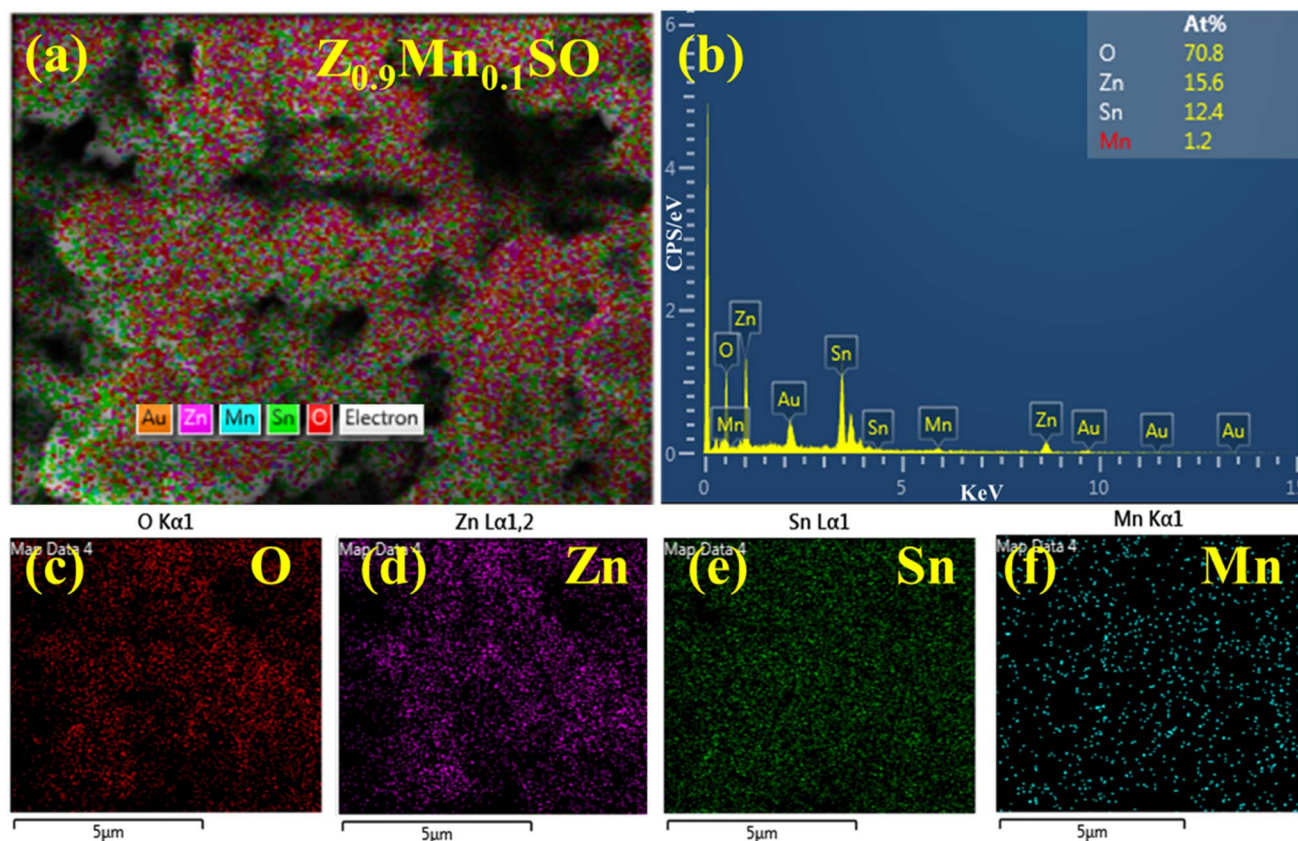 (a) Z0.9Mn0.1SO
Au Zn Mn Sn O Electron
(b)
At%
O 70.8
Zn 15.6
Sn 12.4
Mn 1.2
6
4
2
0
CPS/eV
Zn
O
Sn
Au
Mn
Sn
Mn
Zn
Au
Au
Au
0 5 10 15
KeV
O Kα1
Zn Lα1,2
Sn Lα1
Mn Kα1
Map Data 4
(c) O
Map Data 4
(d) Zn
Map Data 4
(e) Sn
Map Data 4
(f) Mn
5μm
5μm
5μm
5μm